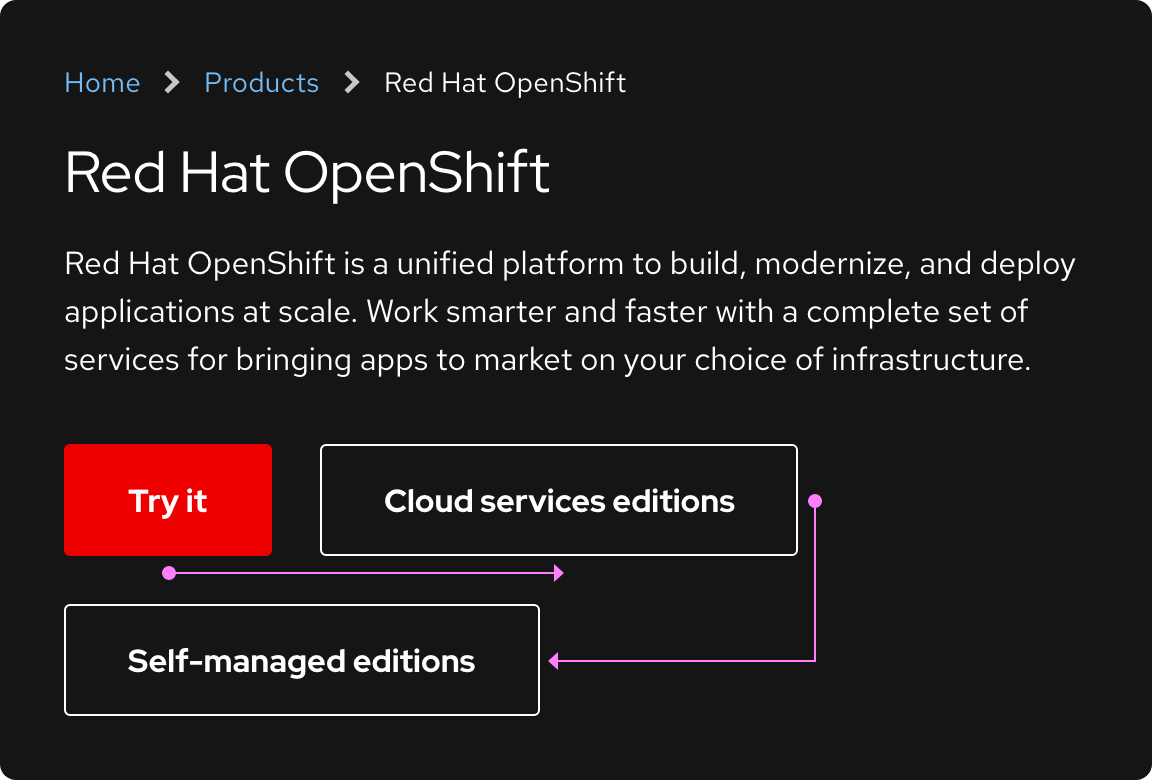 Home Products Red Hat OpenShift
Red Hat OpenShift
Red Hat OpenShift is a unified platform to build, modernize, and deploy
applications at scale. Work smarter and faster with a complete set of
services for bringing apps to market on your choice of infrastructure.
Try it
Cloud services editions
Self-managed editions